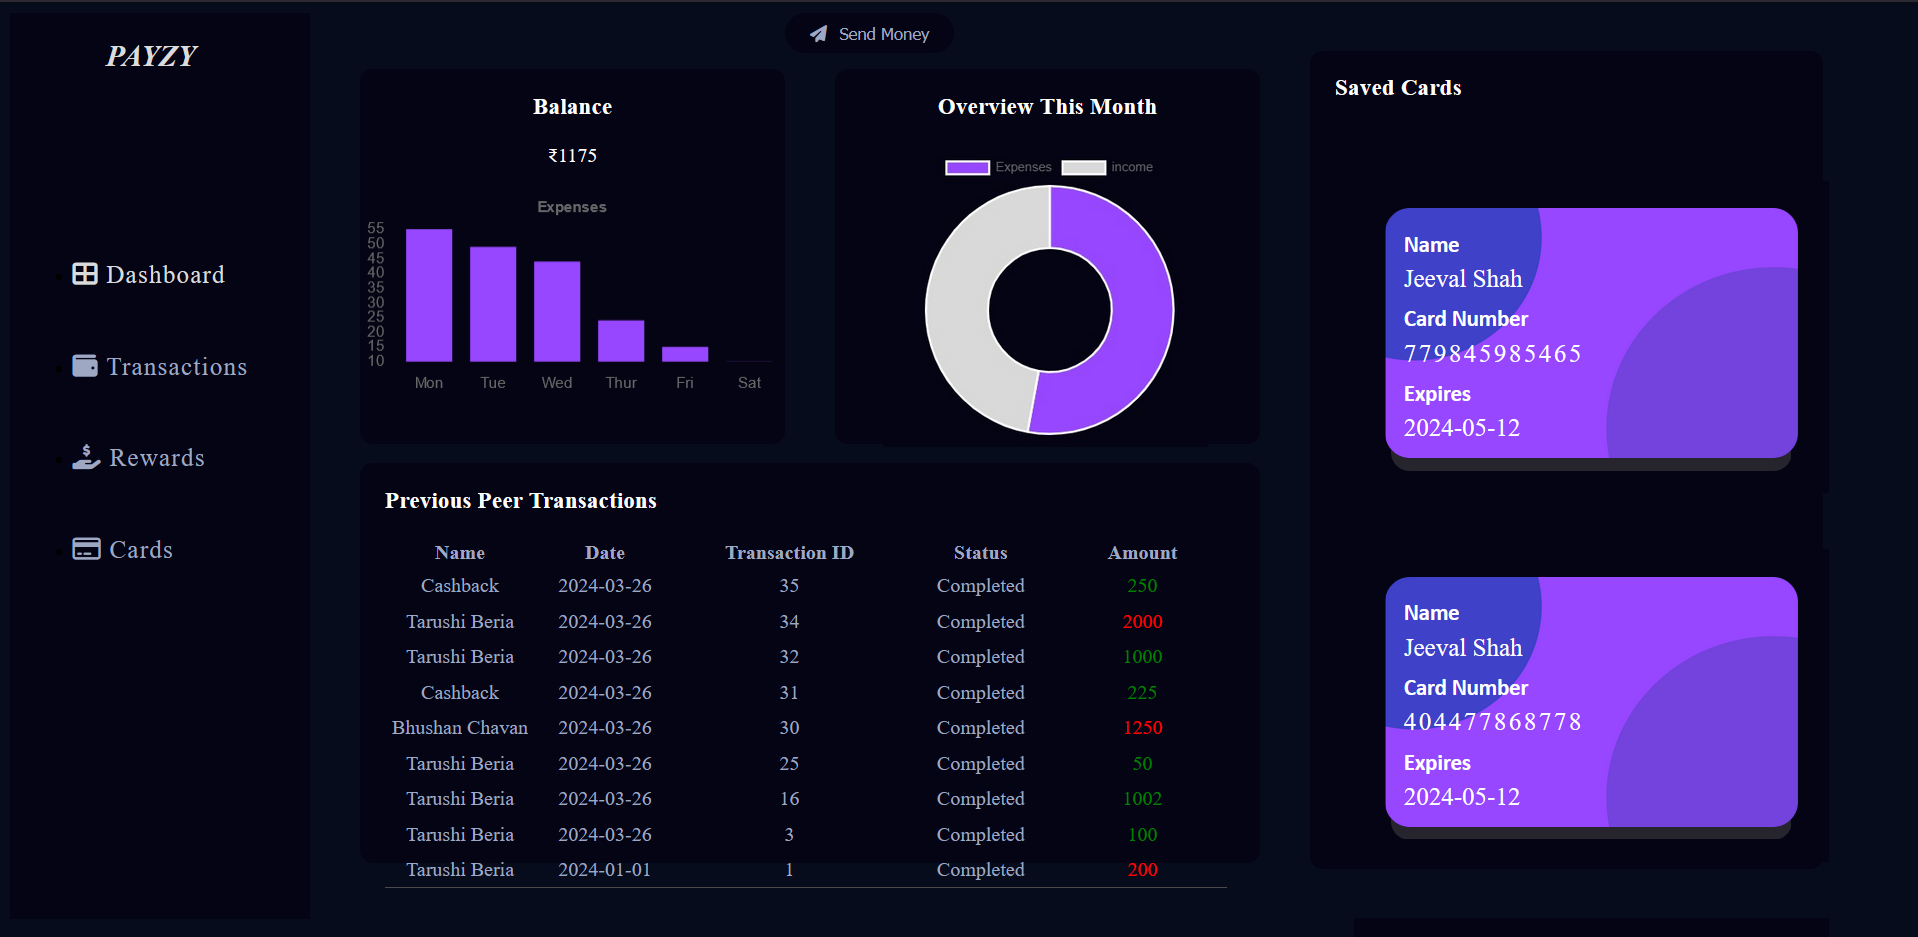 PAYZY
Dashboard
Transactions
Rewards
Cards
Send Money
Balance
₹1175
Expenses
55
50
45
40
35
30
25
20
15
10
Mon Tue Wed Thur Fri Sat
Overview This Month
Expenses income
Previous Peer Transactions
Name Date Transaction ID Status Amount
Cashback 2024-03-26 35 Completed 250
Tarushi Beria 2024-03-26 34 Completed 2000
Tarushi Beria 2024-03-26 32 Completed 1000
Cashback 2024-03-26 31 Completed 225
Bhushan Chavan 2024-03-26 30 Completed 1250
Tarushi Beria 2024-03-26 25 Completed 50
Tarushi Beria 2024-03-26 16 Completed 1002
Tarushi Beria 2024-03-26 3 Completed 100
Tarushi Beria 2024-01-01 1 Completed 200
Saved Cards
Name
Jeeval Shah
Card Number
779845985465
Expires
2024-05-12
Name
Jeeval Shah
Card Number
404477868778
Expires
2024-05-12